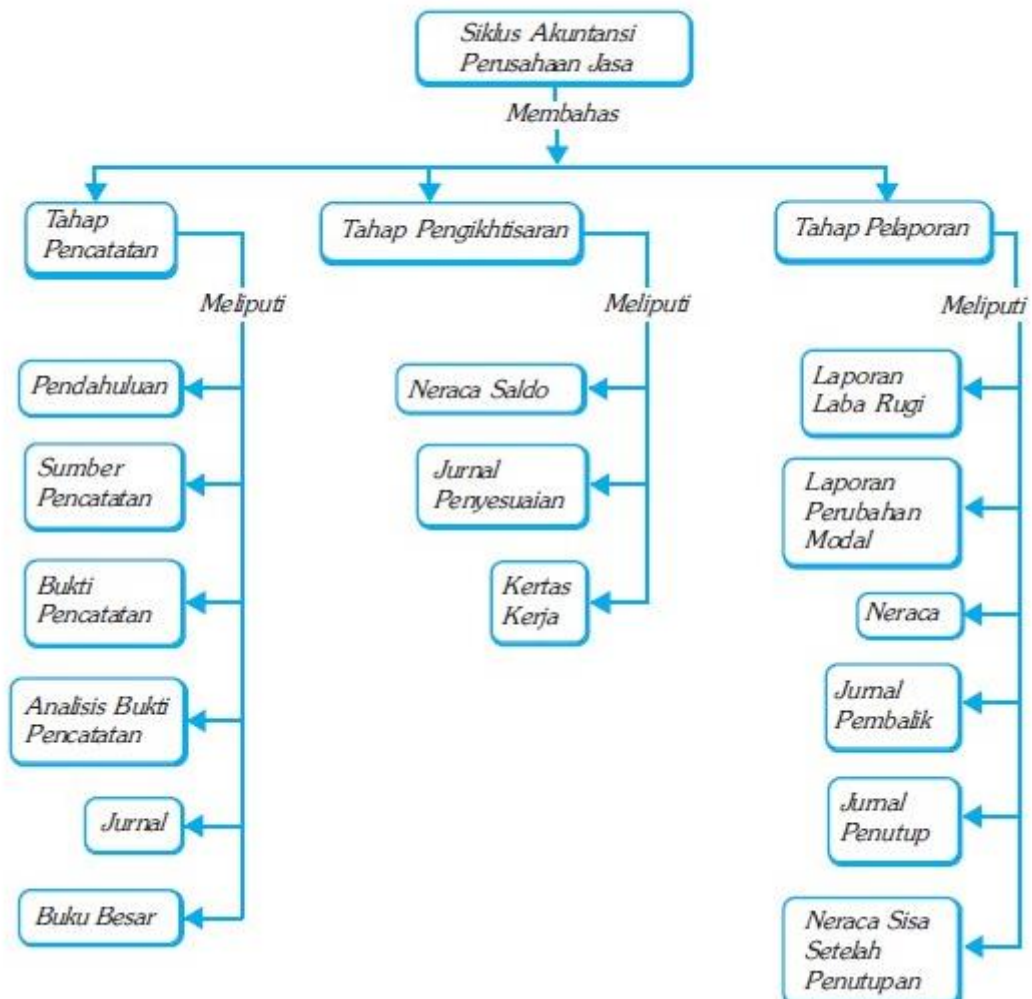 Siklus Akuntansi
Perusahaan Jasa
Membahas
Tahap
Pencatatan
Meliputi
Pendahuluan
Sumber
Pencatatan
Bukti
Pencatatan
Analisis Bukti
Pencatatan
Jurnal
Buku Besar
Tahap Pengikhtisaran
Meliputi
Neraca Saldo
Jurnal
Penyesuaian
Kertas
Kerja
Tahap Pelaporan
Meliputi
Laporan
Laba Rugi
Laporan
Perubahan
Modal
Neraca
Jurnal
Pembalik
Jurnal
Penutup
Neraca Sisa
Setelah
Penutupan